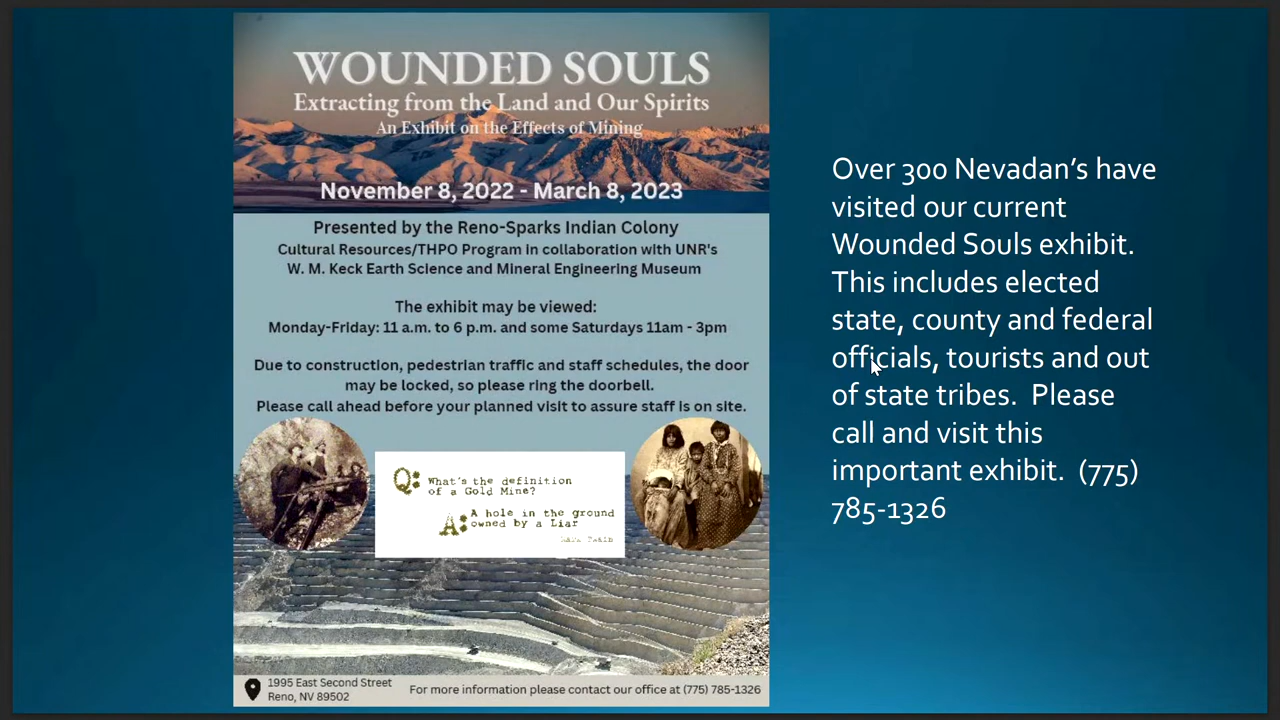 WOUNDED SOULS
Extracting from the Land and Our Spirits
An Exhibit on the Effects of Mining
November 8, 2022 - March 8, 2023
Presented by the Reno-Sparks Indian Colony
Cultural Resources/THPO Program in collaboration with UNR's
W. M. Keck Earth Science and Mineral Engineering Museum
The exhibit may be viewed:
Monday-Friday: 11 a.m. to 6 p.m. and some Saturdays 11am - 3pm
Due to construction, pedestrian traffic and staff schedules, the door
may be locked, so please ring the doorbell.
Please call ahead before your planned visit to assure staff is on site.
Q: What's the definition
of a Gold Mine?
A: A hole in the ground
owned by a Liar
MARK TWAIN
1995 East Second Street
Reno, NV 89502
For more information please contact our office at (775) 785-1326
Over 300 Nevadan’s have
visited our current
Wounded Souls exhibit.
This includes elected
state, county and federal
officials, tourists and out
of state tribes.  Please
call and visit this
important exhibit.  (775)
785-1326